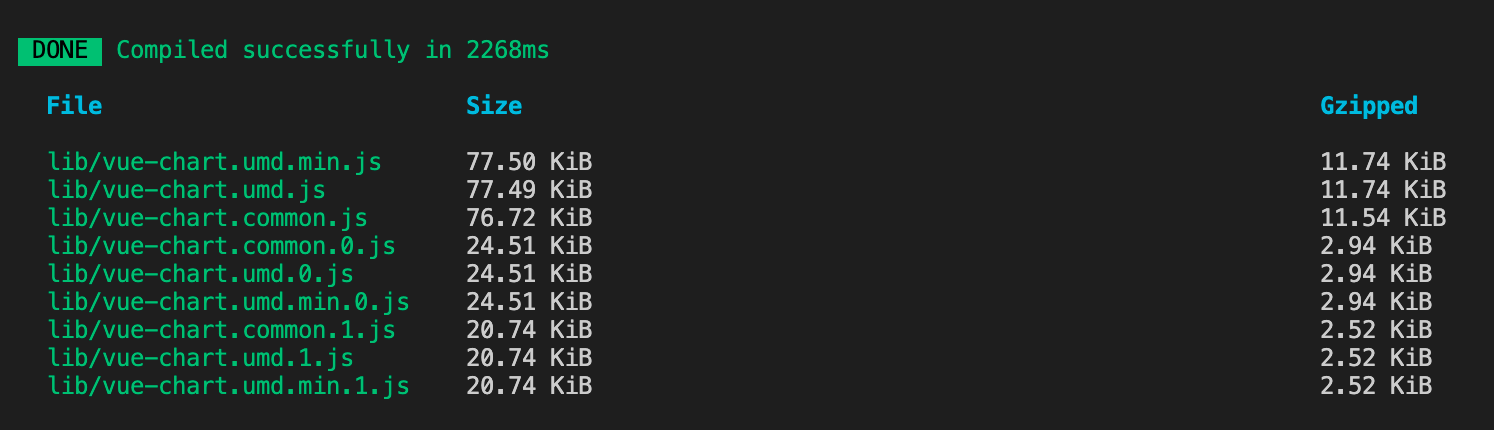 DONE Compiled successfully in 2268ms
File Size Gzipped
lib/vue-chart.umd.min.js 77.50 KiB 11.74 KiB
lib/vue-chart.umd.js 77.49 KiB 11.74 KiB
lib/vue-chart.common.js 76.72 KiB 11.54 KiB
lib/vue-chart.common.0.js 24.51 KiB 2.94 KiB
lib/vue-chart.umd.0.js 24.51 KiB 2.94 KiB
lib/vue-chart.umd.min.0.js 24.51 KiB 2.94 KiB
lib/vue-chart.common.1.js 20.74 KiB 2.52 KiB
lib/vue-chart.umd.1.js 20.74 KiB 2.52 KiB
lib/vue-chart.umd.min.1.js 20.74 KiB 2.52 KiB